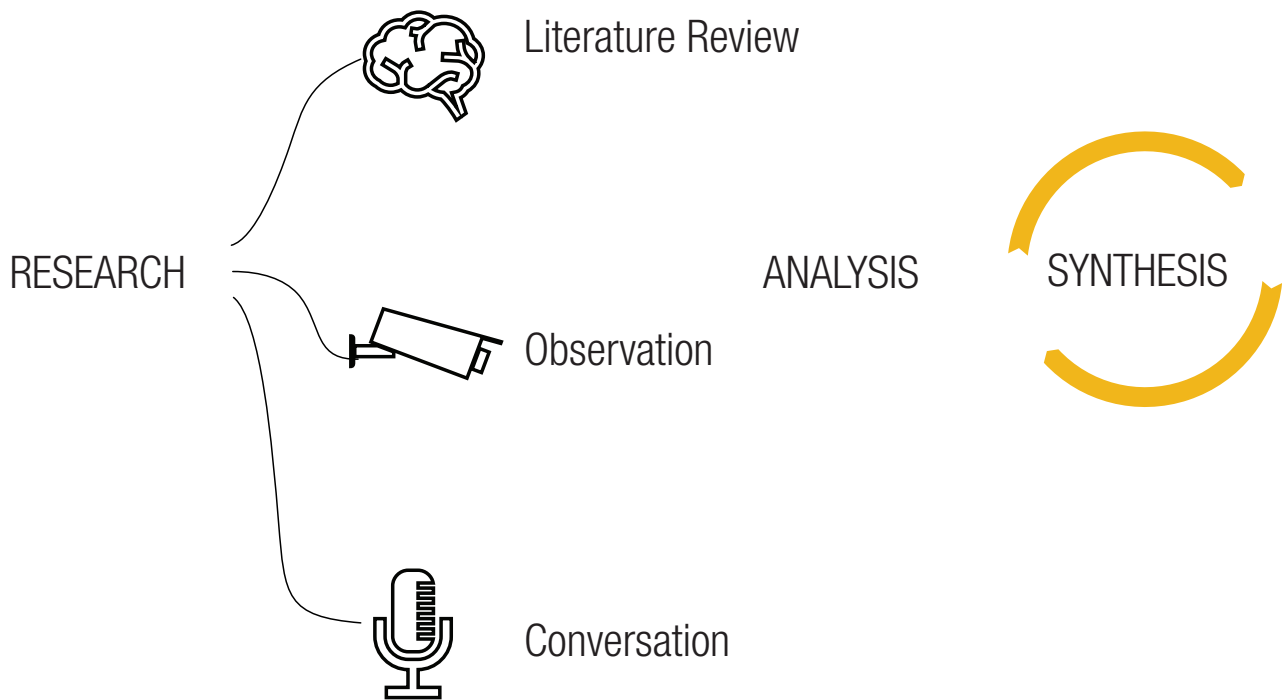 Literature Review
RESEARCH
ANALYSIS
SYNTHESIS
Observation
Conversation